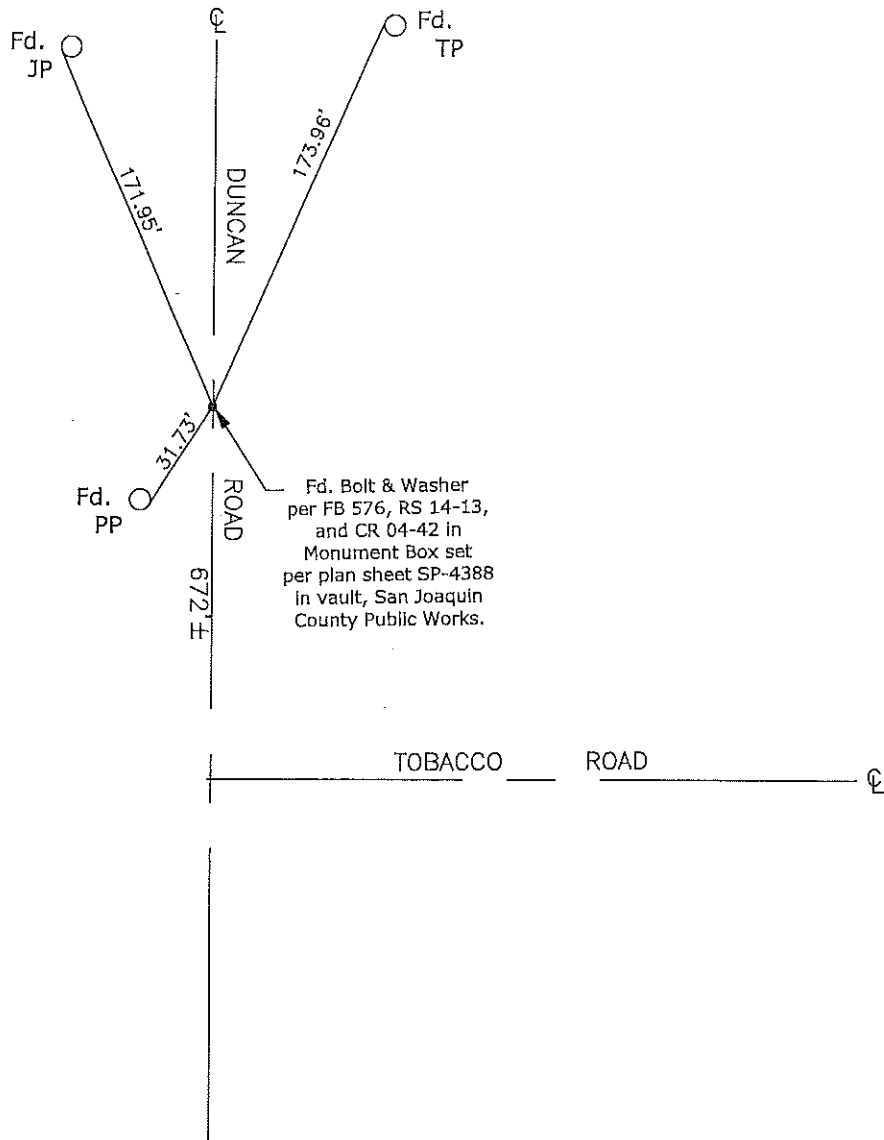 ℄
Fd.
JP
Fd.
TP
171.95'
173.96'
DUNCAN
31.73'
Fd.
PP
ROAD
Fd. Bolt & Washer
per FB 576, RS 14-13,
and CR 04-42 in
Monument Box set
per plan sheet SP-4388
in vault, San Joaquin
County Public Works.
672'±
TOBACCO ROAD
℄